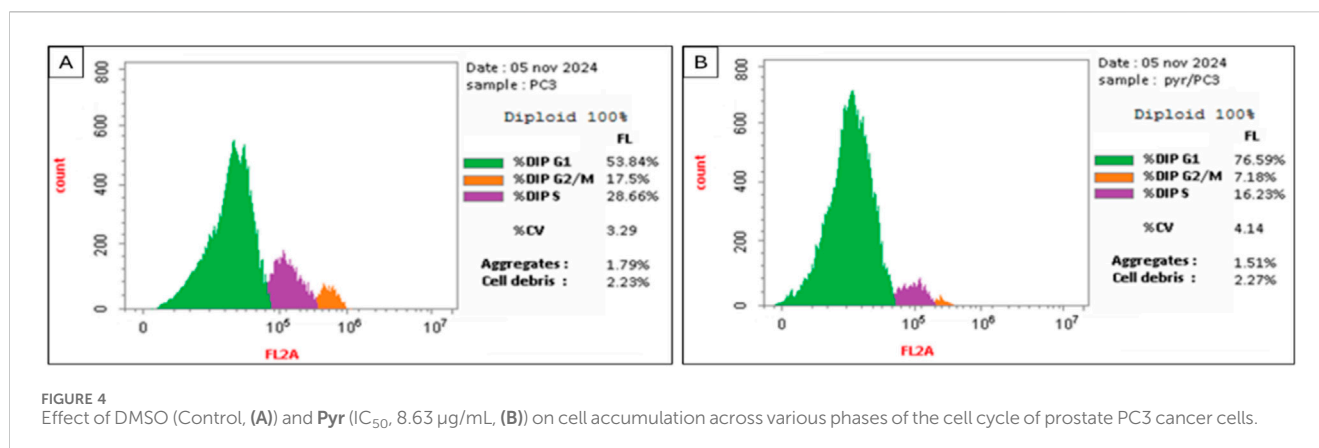 A
800
600
400
200
0
count
0 10⁵ 10⁶ 10⁷
FL2A
Date : 05 nov 2024
sample : PC3
Diploid 100%
FL
%DIP G1 53.84%
%DIP G2/M 17.5%
%DIP S 28.66%
%CV 3.29
Aggregates : 1.79%
Cell debris : 2.23%
B
800
600
400
200
0
count
0 10⁵ 10⁶ 10⁷
FL2A
Date : 05 nov 2024
sample : pyr/PC3
Diploid 100%
FL
%DIP G1 76.59%
%DIP G2/M 7.18%
%DIP S 16.23%
%CV 4.14
Aggregates : 1.51%
Cell debris : 2.27%
FIGURE 4
Effect of DMSO (Control, (A)) and Pyr (IC₅₀, 8.63 µg/mL, (B)) on cell accumulation across various phases of the cell cycle of prostate PC3 cancer cells.